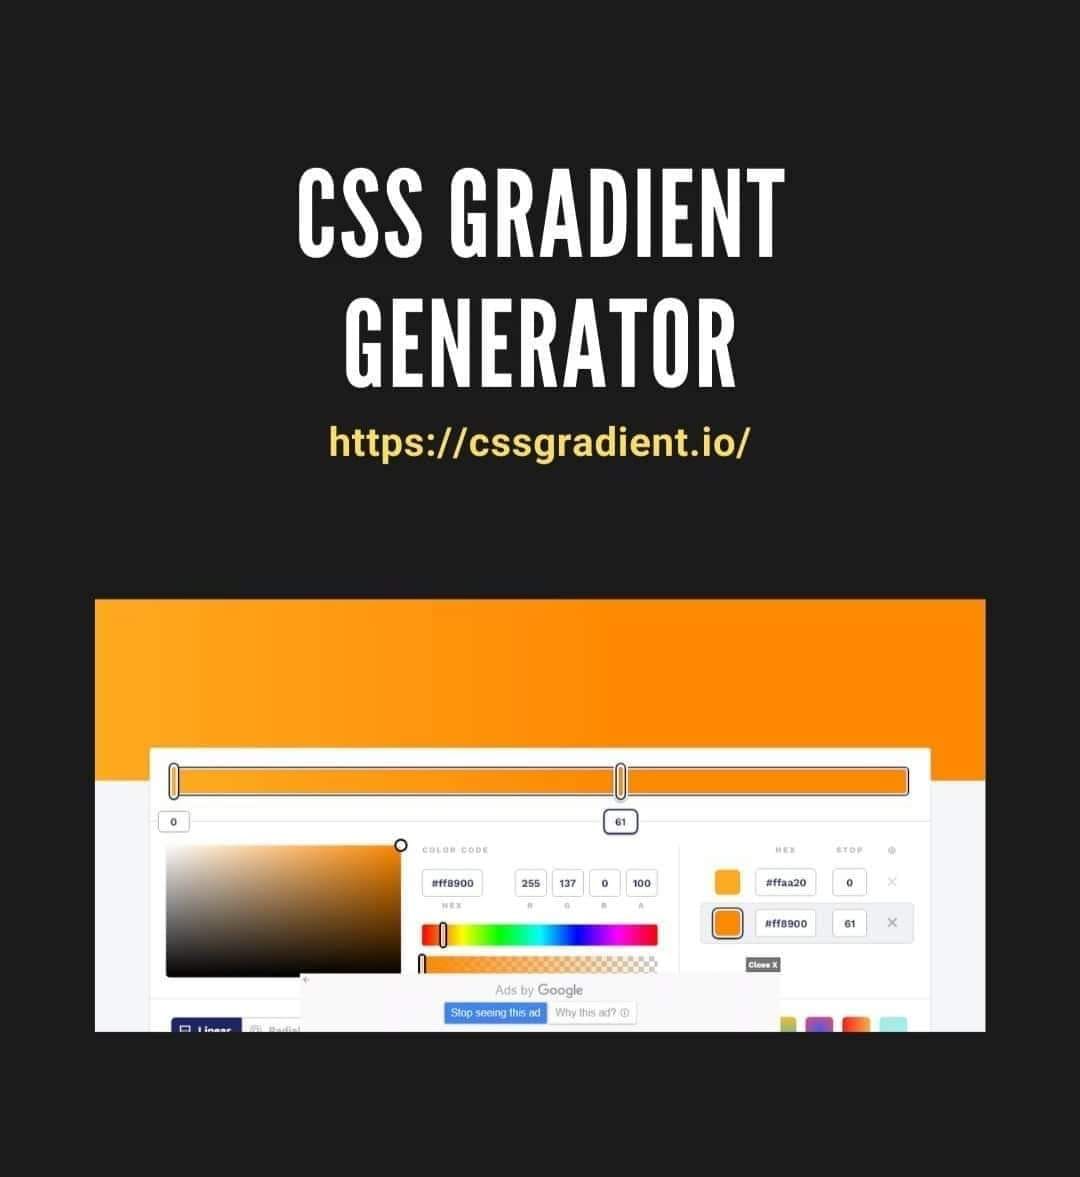 CSS GRADIENT
GENERATOR
https://cssgradient.io/
0
61
COLOR CODE
#ff8900
255
137
0
100
HEX
R
G
B
A
HEX
STOP
#ffaa20
0
×
#ff8900
61
×
Close X
Ads by Google
Stop seeing this ad
Why this ad?
Linear
Radial